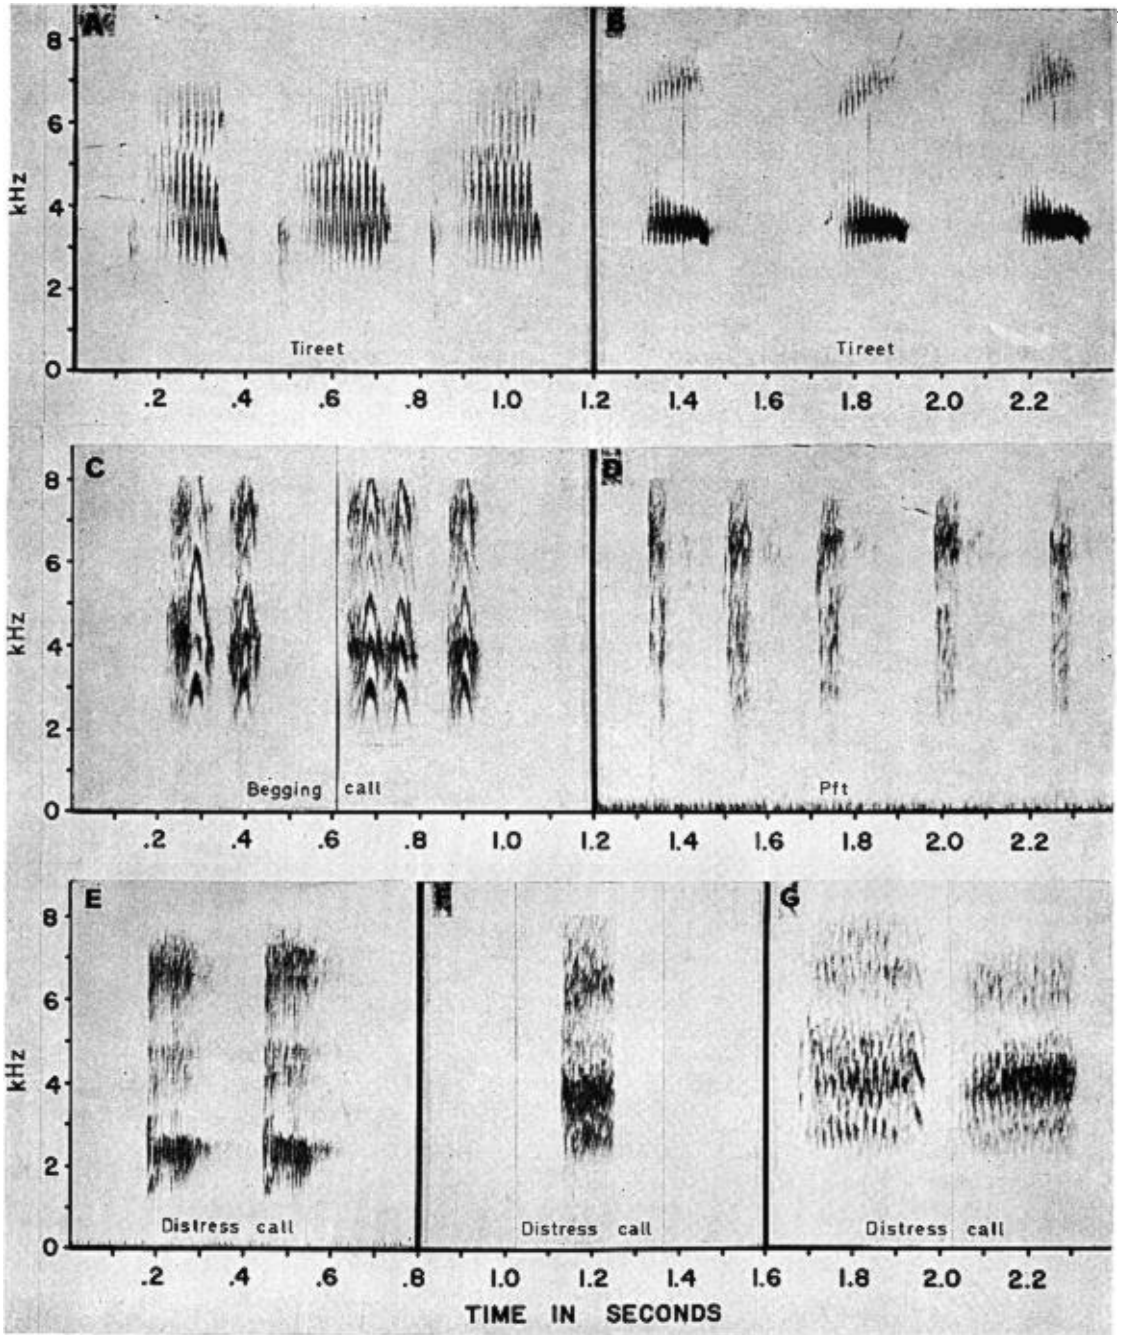 A B
8
6
kHz
4
2
0
Tireet Tireet
.2 .4 .6 .8 1.0 1.2 1.4 1.6 1.8 2.0 2.2
C D
8
6
kHz
4
2
0
Begging call Pft
.2 .4 .6 .8 1.0 1.2 1.4 1.6 1.8 2.0 2.2
E F G
8
6
kHz
4
2
0
Distress call Distress call Distress call
.2 .4 .6 .8 1.0 1.2 1.4 1.6 1.8 2.0 2.2
TIME IN SECONDS